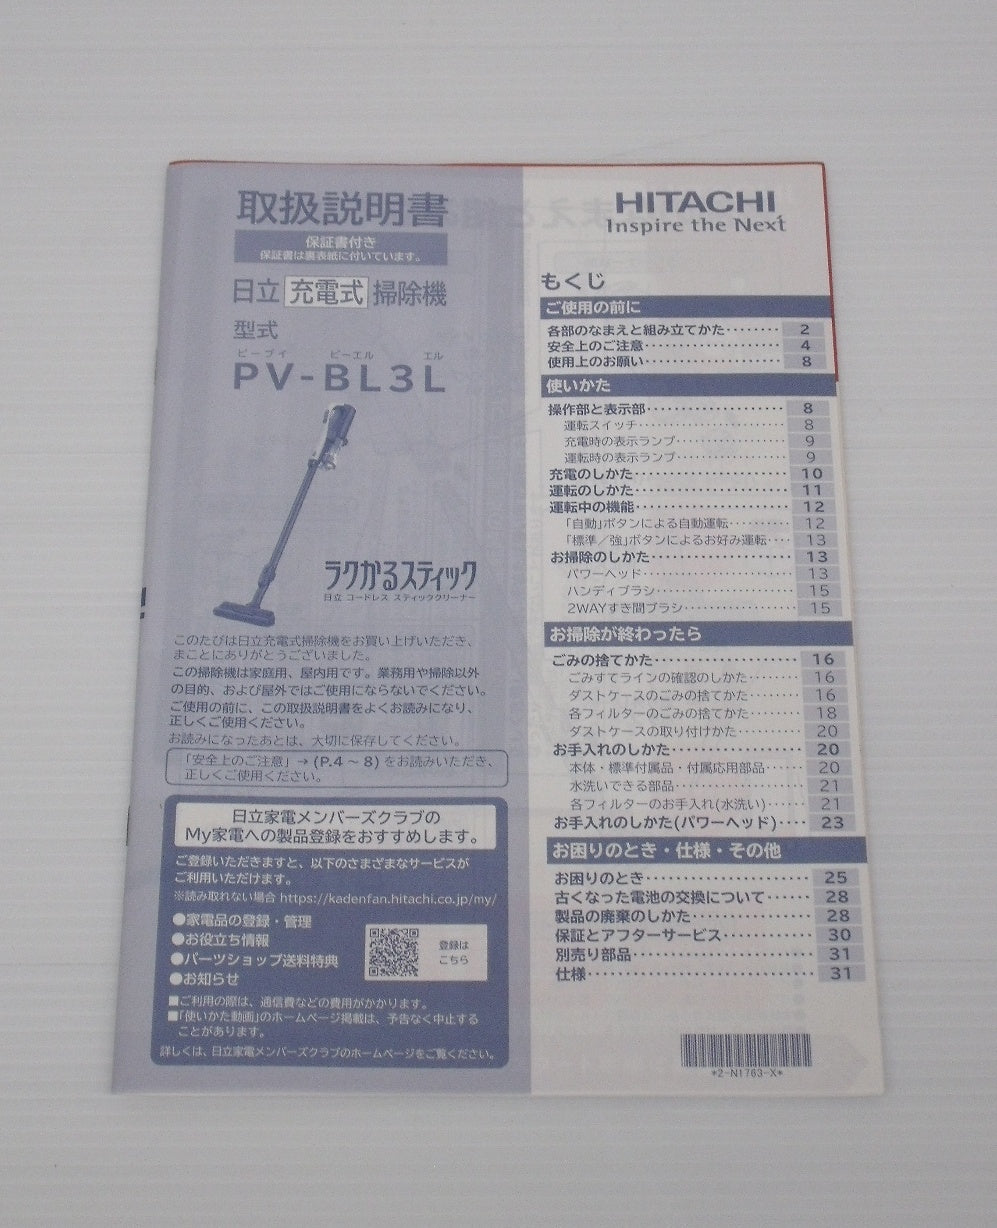 取扱説明書
保証書付き
保証書は裏表紙に付いています。
日立 充電式 掃除機
型式
ピーブイ ビーエル エル
PV-BL3L
ラクかるスティック
日立 コードレス スティッククリーナー
このたびは日立充電式掃除機をお買い上げいただき、
まことにありがとうございました。
この掃除機は家庭用、屋内用です。業務用や掃除以外
の目的、および屋外ではご使用にならないでください。
ご使用の前に、この取扱説明書をよくお読みになり、
正しくご使用ください。
お読みになったあとは、大切に保存してください。
「安全上のご注意」→(P.4～8)をお読みいただき、
正しくご使用ください。
日立家電メンバーズクラブの
My家電への製品登録をおすすめします。
ご登録いただきますと、以下のさまざまなサービスが
ご利用いただけます。
※読み取れない場合 https://kadenfan.hitachi.co.jp/my/
●家電品の登録・管理
●お役立ち情報
●パーツショップ送料特典
●お知らせ
登録は
こちら
■ご利用の際は、通信費などの費用がかかります。
■「使いかた動画」のホームページ掲載は、予告なく中止する
ことがあります。
詳しくは、日立家電メンバーズクラブのホームページをご覧ください。
HITACHI
Inspire the Next
もくじ
ご使用の前に
各部のなまえと組み立てかた········ 2
安全上のご注意···················· 4
使用上のお願い···················· 8
使いかた
操作部と表示部···················· 8
運転スイッチ···················· 8
充電時の表示ランプ················ 9
運転時の表示ランプ················ 9
充電のしかた···················· 10
運転のしかた···················· 11
運転中の機能···················· 12
「自動」ボタンによる自動運転·········· 12
「標準／強」ボタンによるお好み運転···· 13
お掃除のしかた···················· 13
パワーヘッド···················· 13
ハンディブラシ···················· 15
2WAYすき間ブラシ················ 15
お掃除が終わったら
ごみの捨てかた···················· 16
ごみすてラインの確認のしかた········ 16
ダストケースのごみの捨てかた········ 16
各フィルターのごみの捨てかた········ 18
ダストケースの取り付けかた·········· 20
お手入れのしかた·················· 20
本体・標準付属品・付属応用部品······ 20
水洗いできる部品·················· 21
各フィルターのお手入れ(水洗い)······ 21
お手入れのしかた(パワーヘッド)···· 23
お困りのとき・仕様・その他
お困りのとき···················· 25
古くなった電池の交換について······ 28
製品の廃棄のしかた················ 28
保証とアフターサービス············ 30
別売り部品······················ 31
仕様···························· 31
*2-N1763-X*